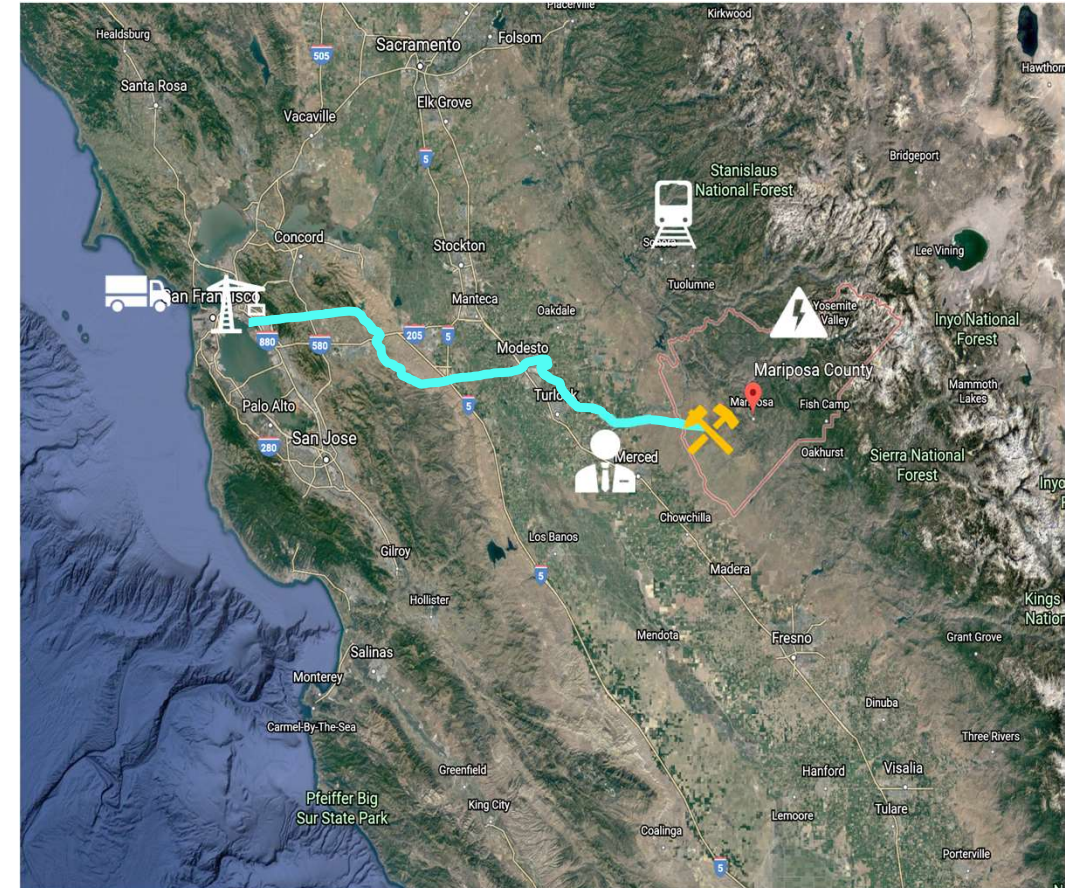 Placerville
Kirkwood
Healdsburg
Sacramento
Folsom
505
Hawthorn
Santa Rosa
Elk Grove
Vacaville
5
Bridgeport
Stanislaus
National Forest
Concord
Stockton
Lee Vining
Tuolumne
San Francisco
Manteca
Oakdale
Yosemite
Valley
Inyo National
Forest
880
580
205
5
Modesto
Mariposa County
Mammoth
Lakes
Turlock
Mariposa
Fish Camp
Palo Alto
5
280
San Jose
Oakhurst
Sierra National
Forest
Merced
Inyo
Chowchilla
Los Banos
Gilroy
Madera
5
Hollister
Kings
Nation
Mendota
Fresno
Grant Grove
Salinas
Monterey
Dinuba
Carmel-By-The-Sea
Three Rivers
Greenfield
Hanford
Visalia
Pfeiffer Big
Sur State Park
King City
Lemoore
Tulare
Coalinga
5
Porterville